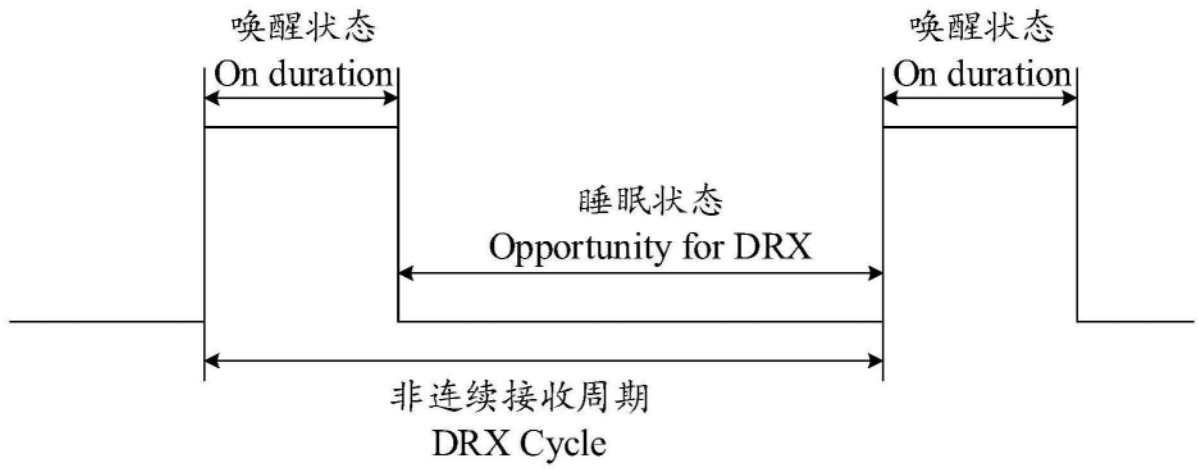 唤醒状态
On duration
唤醒状态
On duration
睡眠状态
Opportunity for DRX
非连续接收周期
DRX Cycle